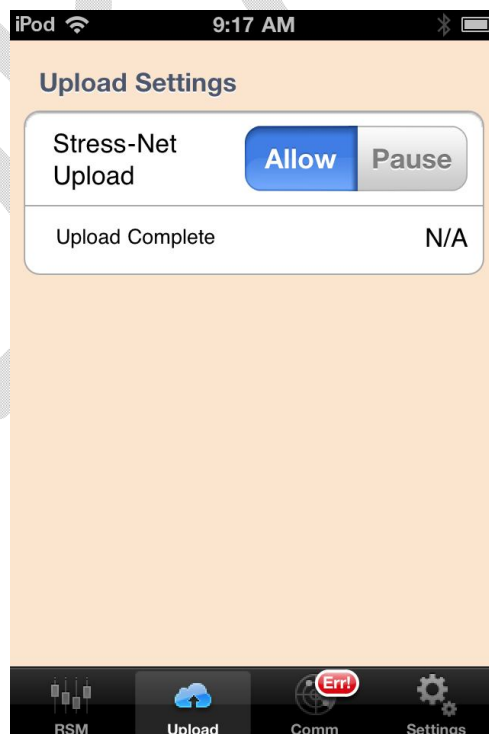 iPod 9:17 AM
Upload Settings
Stress-Net
Upload
Allow Pause
Upload Complete N/A
Err!
RSM Upload Comm Settings